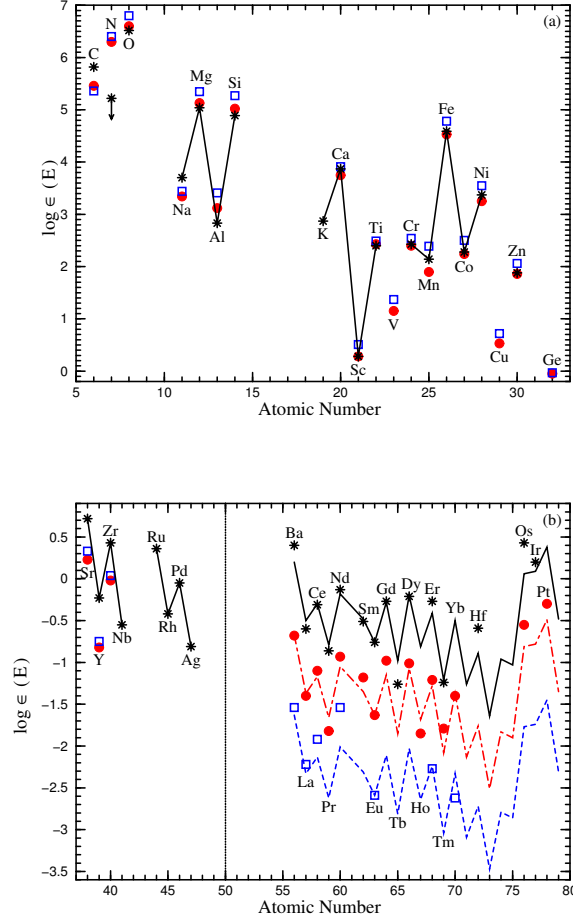 (a)
7
6
5
4
3
2
1
0
log ϵ (E)
C
N
O
Na
Mg
Al
Si
K
Ca
Sc
Ti
V
Cr
Mn
Fe
Co
Ni
Cu
Zn
Ge
5 10 15 20 25 30
Atomic Number
(b)
0.5
0
-0.5
-1
-1.5
-2
-2.5
-3
-3.5
log ϵ (E)
Sr
Y
Zr
Nb
Ru
Rh
Pd
Ag
Ba
La
Ce
Pr
Nd
Sm
Eu
Gd
Tb
Dy
Ho
Er
Tm
Yb
Hf
Os
Ir
Pt
40 45 50 55 60 65 70 75 80
Atomic Number